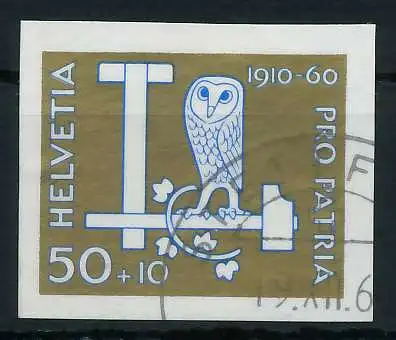 HELVETIA
1910-60
PRO PATRIA
50+10
19.XII.6